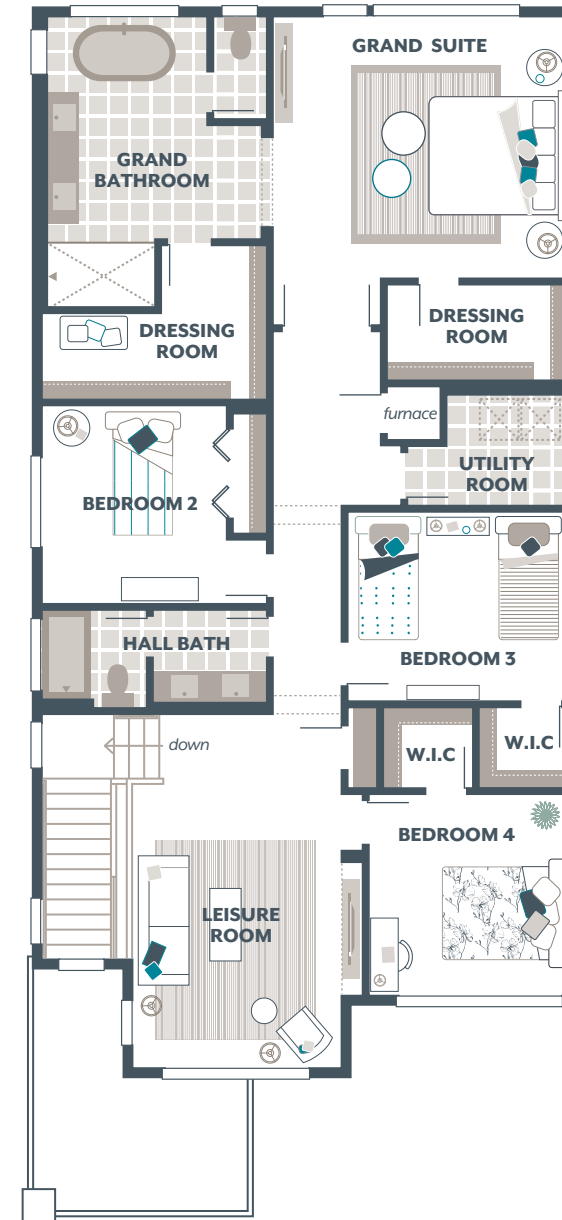 GRAND SUITE
GRAND
BATHROOM
DRESSING
ROOM
DRESSING
ROOM
furnace
UTILITY
ROOM
BEDROOM 2
HALL BATH
BEDROOM 3
down
W.I.C
W.I.C
BEDROOM 4
LEISURE
ROOM